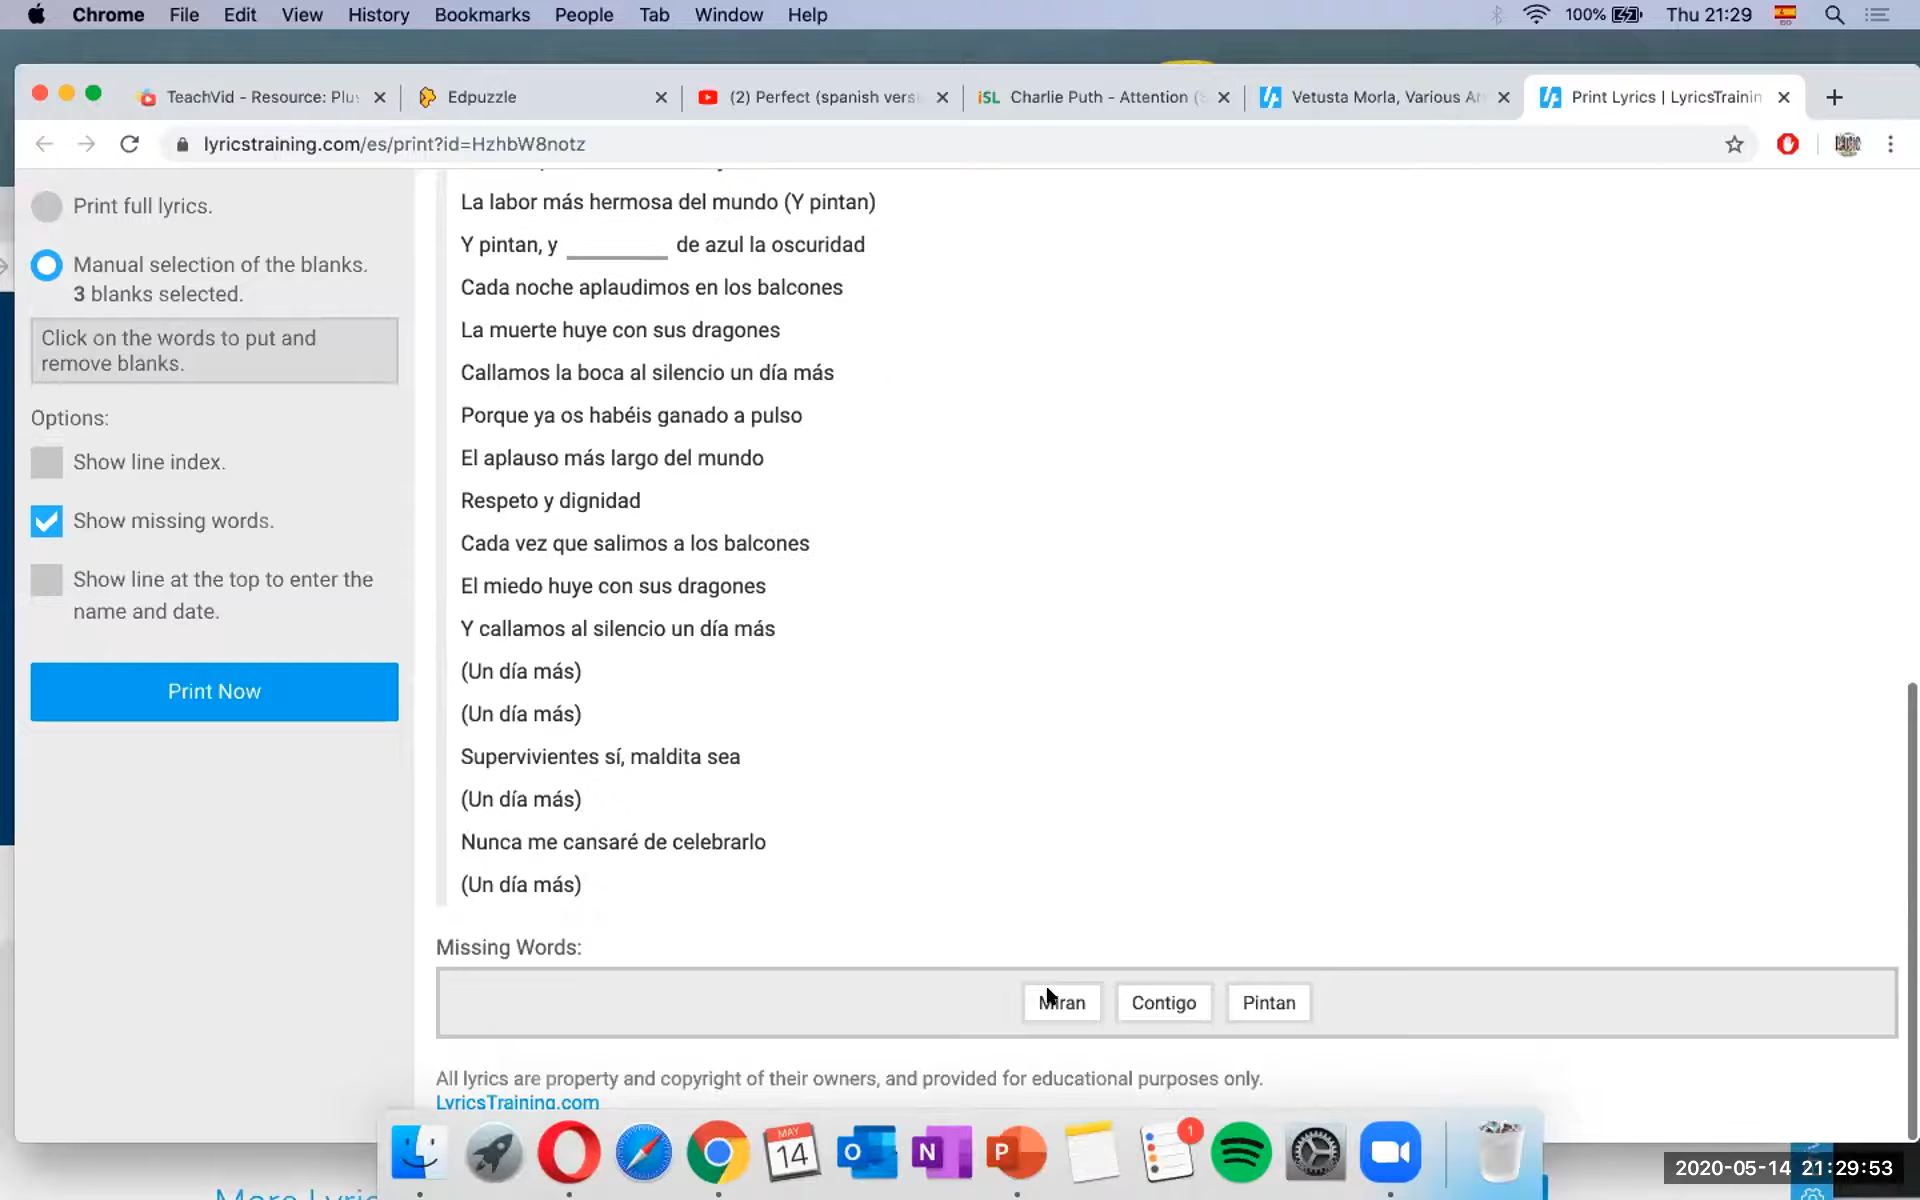 Chrome File Edit View History Bookmarks People Tab Window Help 100% Thu 21:29
TeachVid - Resource: Plu Edpuzzle (2) Perfect (spanish versi iSL Charlie Puth - Attention ( Vetusta Morla, Various Ar Print Lyrics | LyricsTrainin
lyricstraining.com/es/print?id=HzhbW8notz
Print full lyrics.
Manual selection of the blanks.
3 blanks selected.
Click on the words to put and
remove blanks.
Options:
Show line index.
Show missing words.
Show line at the top to enter the
name and date.
Print Now
La labor más hermosa del mundo (Y pintan)
Y pintan, y __________ de azul la oscuridad
Cada noche aplaudimos en los balcones
La muerte huye con sus dragones
Callamos la boca al silencio un día más
Porque ya os habéis ganado a pulso
El aplauso más largo del mundo
Respeto y dignidad
Cada vez que salimos a los balcones
El miedo huye con sus dragones
Y callamos al silencio un día más
(Un día más)
(Un día más)
Supervivientes sí, maldita sea
(Un día más)
Nunca me cansaré de celebrarlo
(Un día más)
Missing Words:
Miran Contigo Pintan
All lyrics are property and copyright of their owners, and provided for educational purposes only.
LyricsTraining.com
MAY
14
O N P 1
2020-05-14 21:29:53
More Lyric